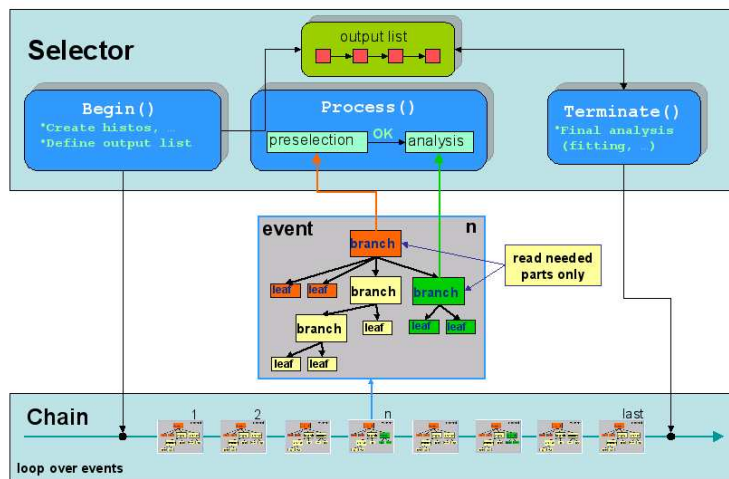 output list
Selector
Begin()
*Create histos, …
*Define output list
Process()
preselection
OK
analysis
Terminate()
*Final analysis
(fitting, …)
event
n
branch
read needed
parts only
leaf
leaf
branch
branch
branch
leaf
leaf
leaf
leaf
leaf
Chain
1
2
n
last
loop over events